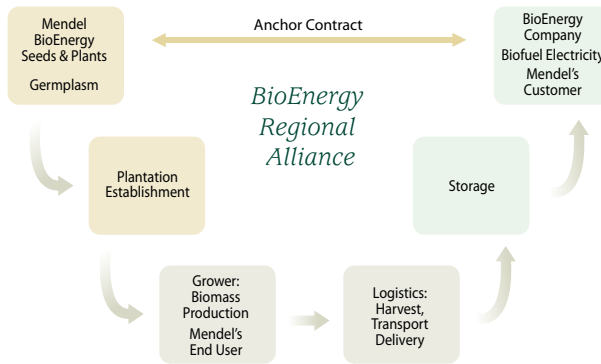 Mendel
BioEnergy
Seeds & Plants
Germplasm
Anchor Contract
BioEnergy
Company
Biofuel Electricity
Mendel's
Customer
BioEnergy
Regional
Alliance
Plantation
Establishment
Storage
Grower:
Biomass
Production
Mendel's
End User
Logistics:
Harvest,
Transport
Delivery